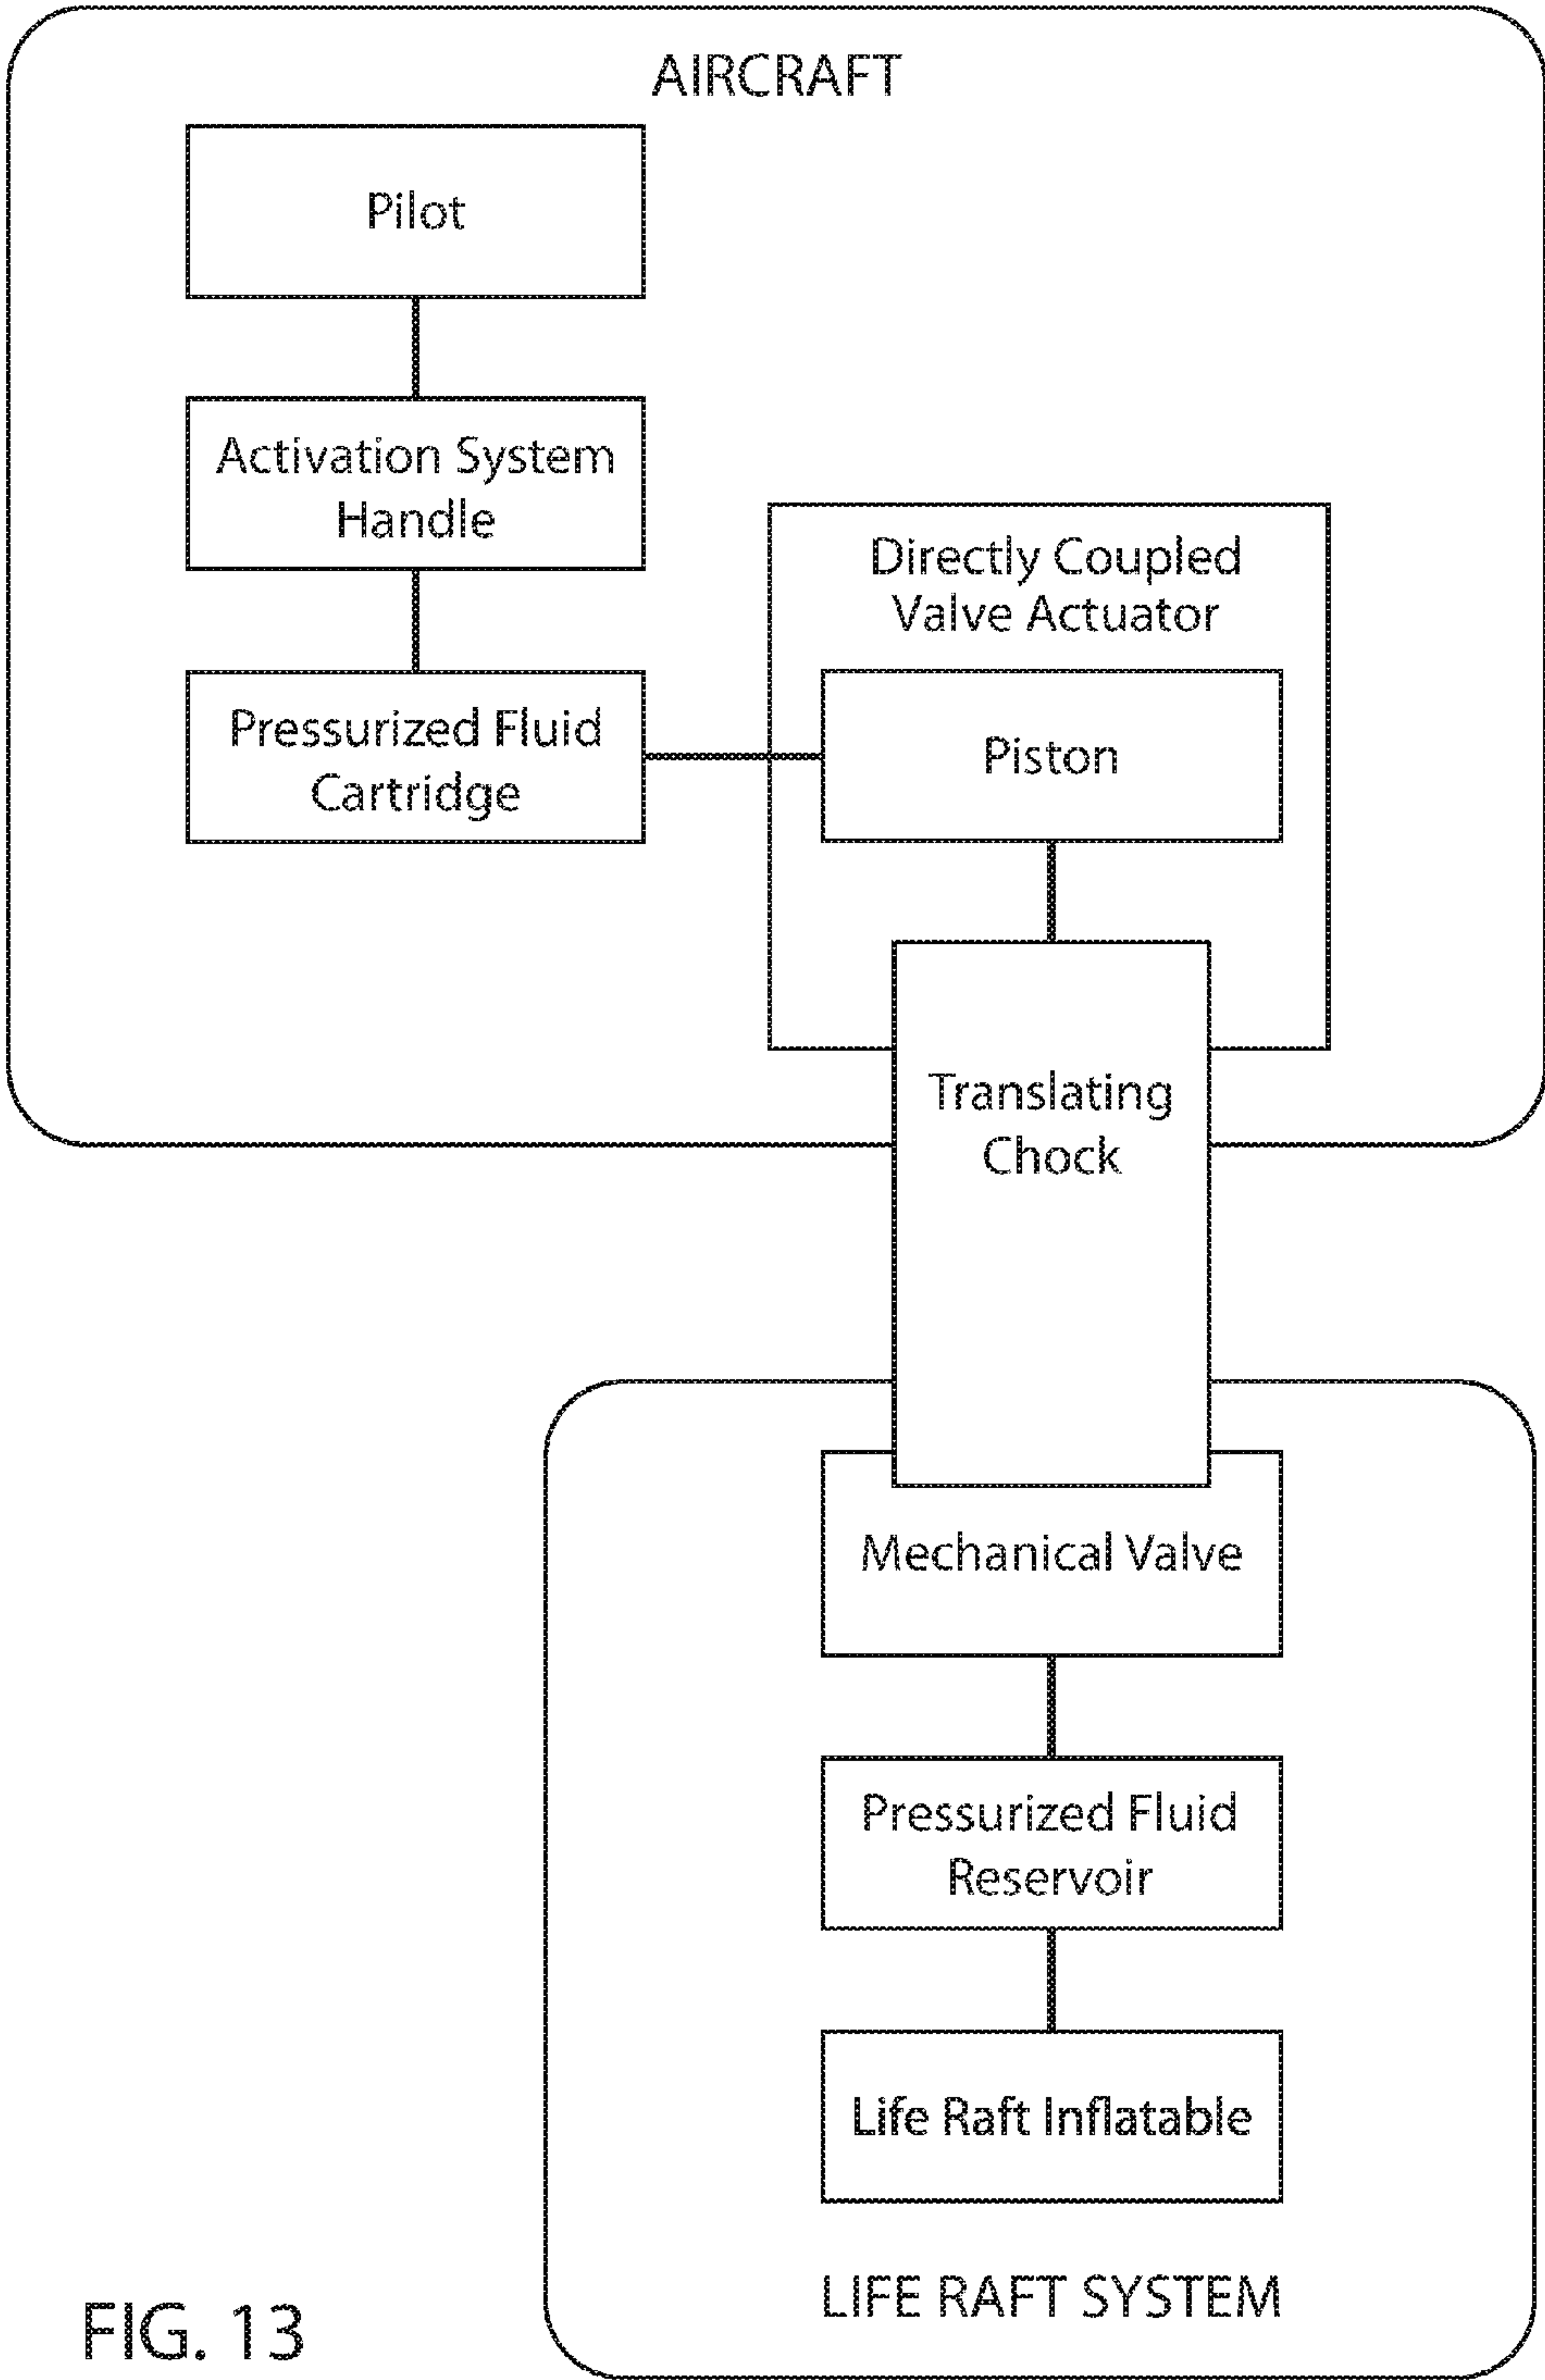 AIRCRAFT
Pilot
Activation System
Handle
Pressurized Fluid
Cartridge
Directly Coupled
Valve Actuator
Piston
Translating
Chock
Mechanical Valve
Pressurized Fluid
Reservoir
Life Raft Inflatable
LIFE RAFT SYSTEM
FIG. 13